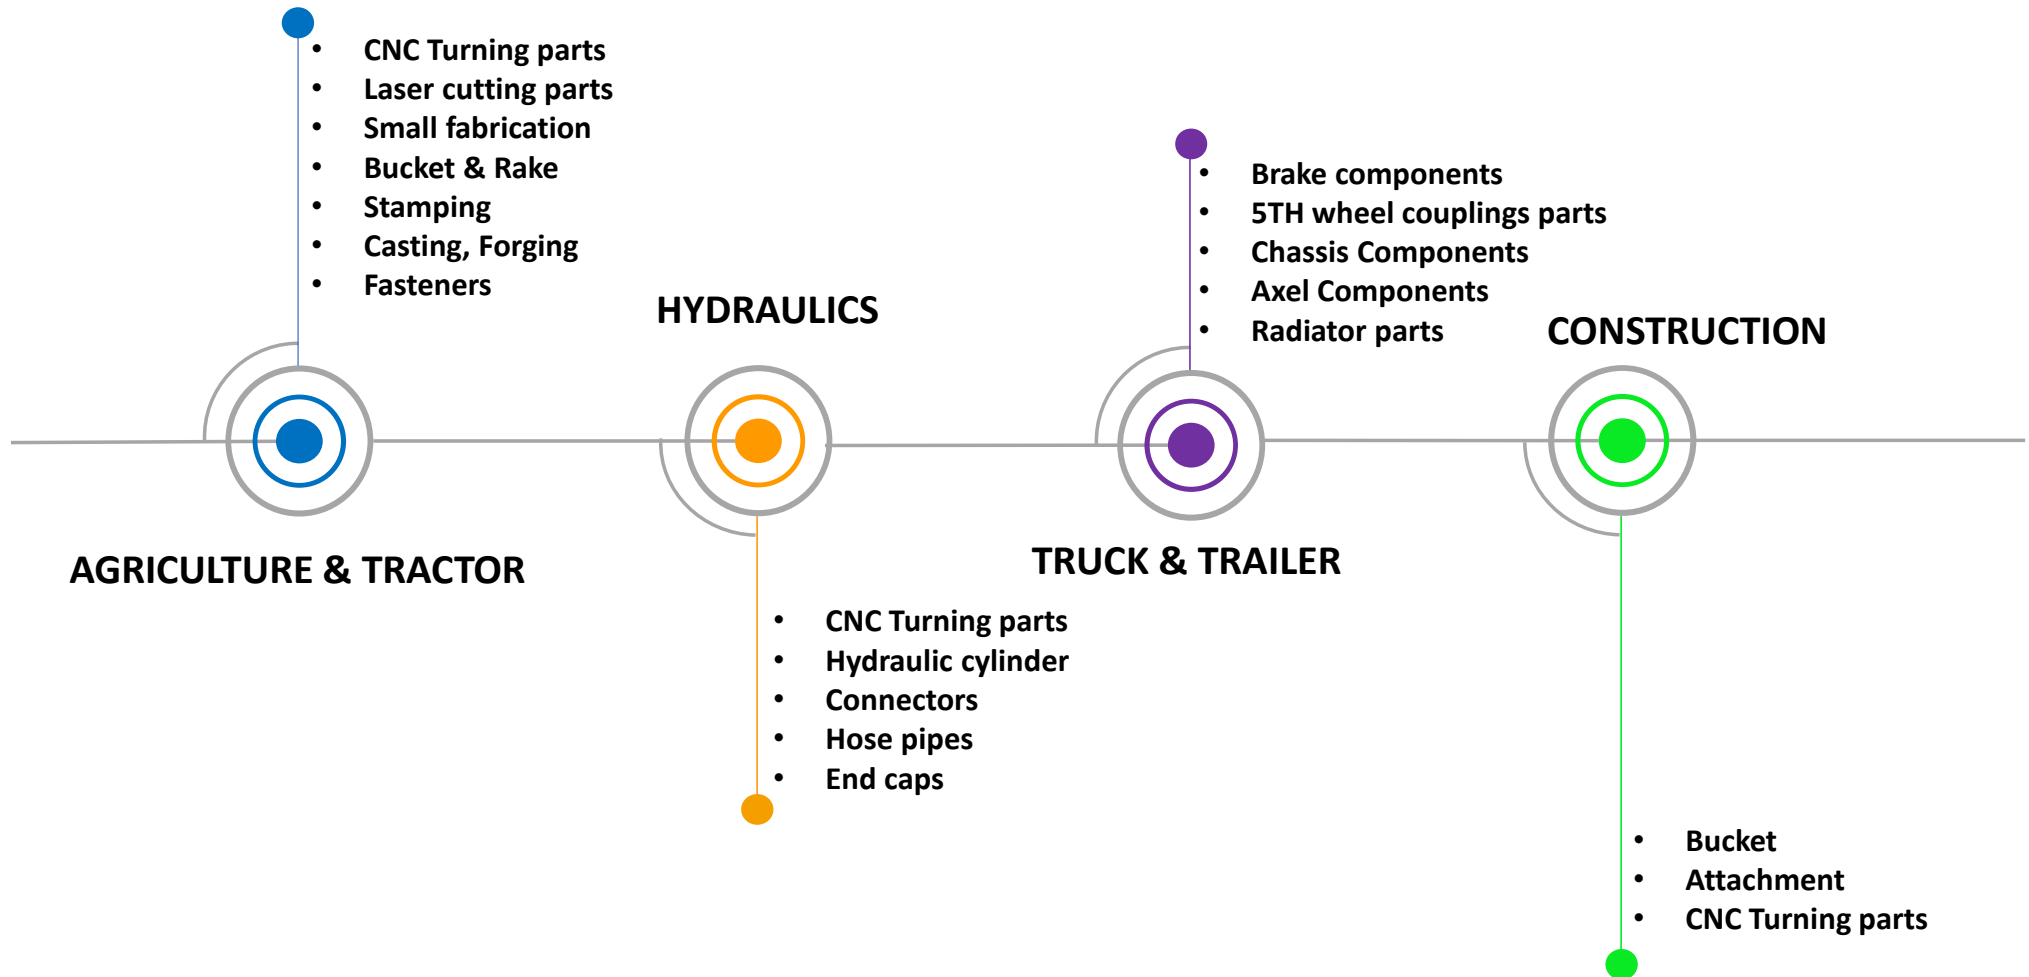 • CNC Turning parts
• Laser cutting parts
• Small fabrication
• Bucket & Rake
• Stamping
• Casting, Forging
• Fasteners
AGRICULTURE & TRACTOR
HYDRAULICS
• CNC Turning parts
• Hydraulic cylinder
• Connectors
• Hose pipes
• End caps
• Brake components
• 5TH wheel couplings parts
• Chassis Components
• Axel Components
• Radiator parts
TRUCK & TRAILER
CONSTRUCTION
• Bucket
• Attachment
• CNC Turning parts